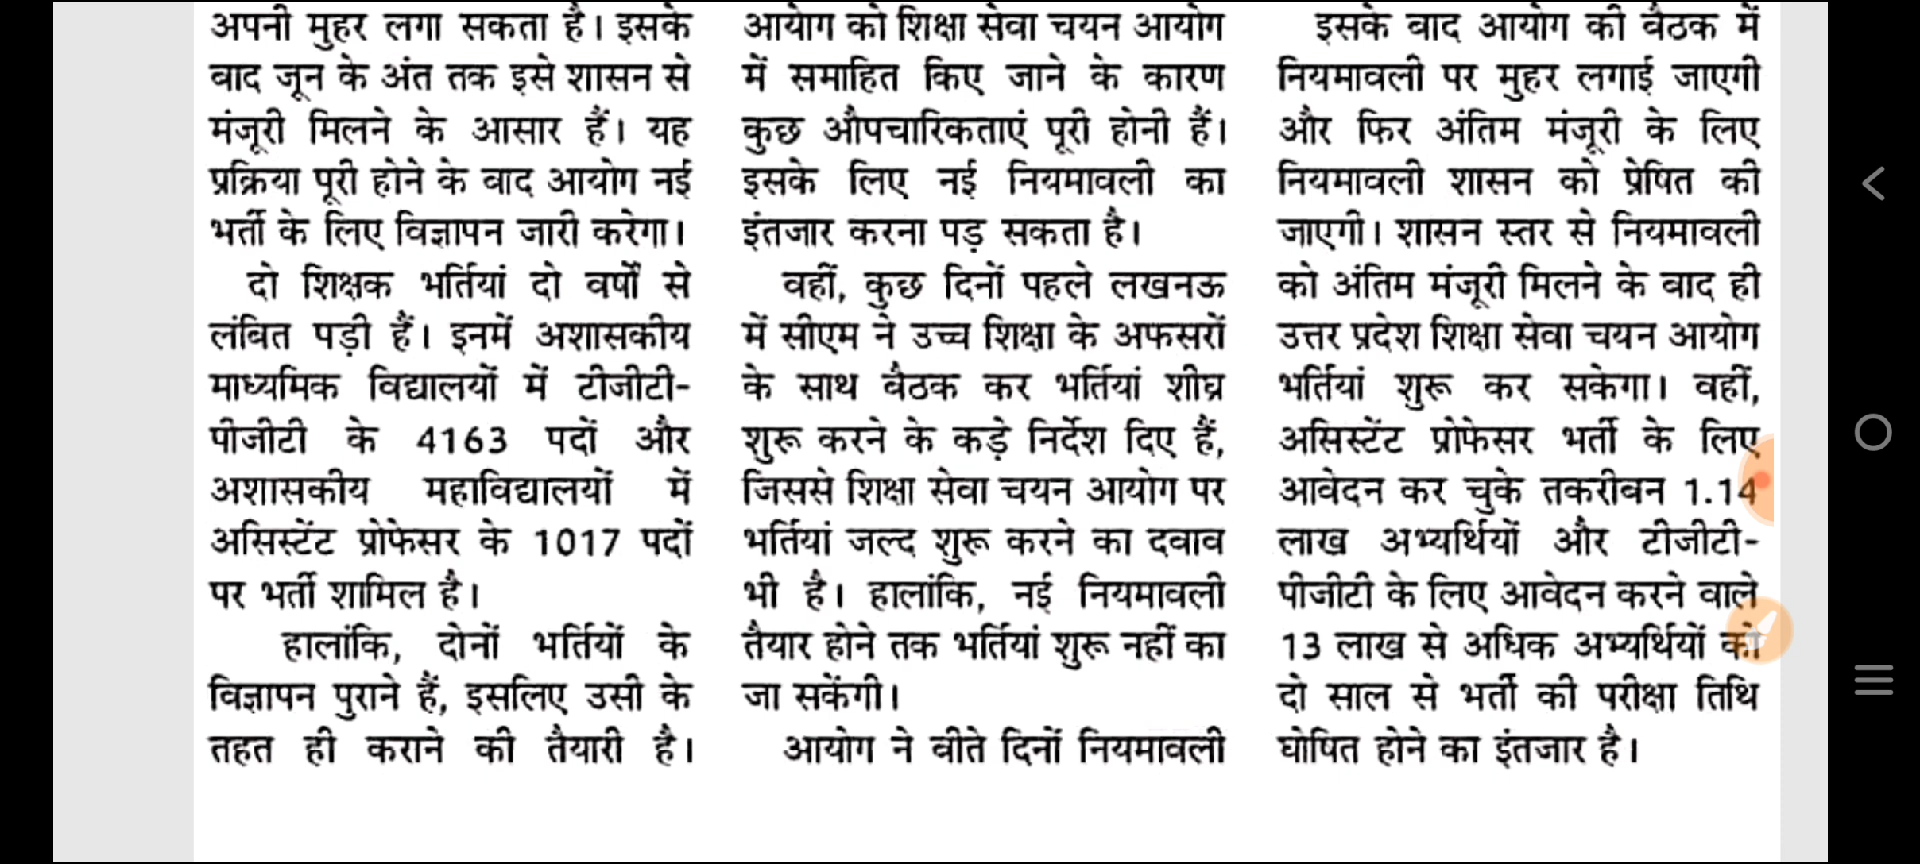 अपनी मुहर लगा सकता है। इसके
बाद जून के अंत तक इसे शासन से
मंजूरी मिलने के आसार हैं। यह
प्रक्रिया पूरी होने के बाद आयोग नई
भर्ती के लिए विज्ञापन जारी करेगा।
दो शिक्षक भर्तियां दो वर्षों से
लंबित पड़ी हैं। इनमें अशासकीय
माध्यमिक विद्यालयों में टीजीटी-
पीजीटी के 4163 पदों और
अशासकीय महाविद्यालयों में
असिस्टेंट प्रोफेसर के 1017 पदों
पर भर्ती शामिल है।
हालांकि, दोनों भर्तियों के
विज्ञापन पुराने हैं, इसलिए उसी के
तहत ही कराने की तैयारी है।
आयोग को शिक्षा सेवा चयन आयोग
में समाहित किए जाने के कारण
कुछ औपचारिकताएं पूरी होनी हैं।
इसके लिए नई नियमावली का
इंतजार करना पड़ सकता है।
वहीं, कुछ दिनों पहले लखनऊ
में सीएम ने उच्च शिक्षा के अफसरों
के साथ बैठक कर भर्तियां शीघ्र
शुरू करने के कड़े निर्देश दिए हैं,
जिससे शिक्षा सेवा चयन आयोग पर
भर्तियां जल्द शुरू करने का दवाव
भी है। हालांकि, नई नियमावली
तैयार होने तक भर्तियां शुरू नहीं का
जा सकेंगी।
आयोग ने बीते दिनों नियमावली
इसके बाद आयोग की बैठक में
नियमावली पर मुहर लगाई जाएगी
और फिर अंतिम मंजूरी के लिए
नियमावली शासन को प्रेषित की
जाएगी। शासन स्तर से नियमावली
को अंतिम मंजूरी मिलने के बाद ही
उत्तर प्रदेश शिक्षा सेवा चयन आयोग
भर्तियां शुरू कर सकेगा। वहीं,
असिस्टेंट प्रोफेसर भर्ती के लिए
आवेदन कर चुके तकरीबन 1.14
लाख अभ्यर्थियों और टीजीटी-
पीजीटी के लिए आवेदन करने वाले
13 लाख से अधिक अभ्यर्थियों को
दो साल से भर्ती की परीक्षा तिथि
घोषित होने का इंतजार है।